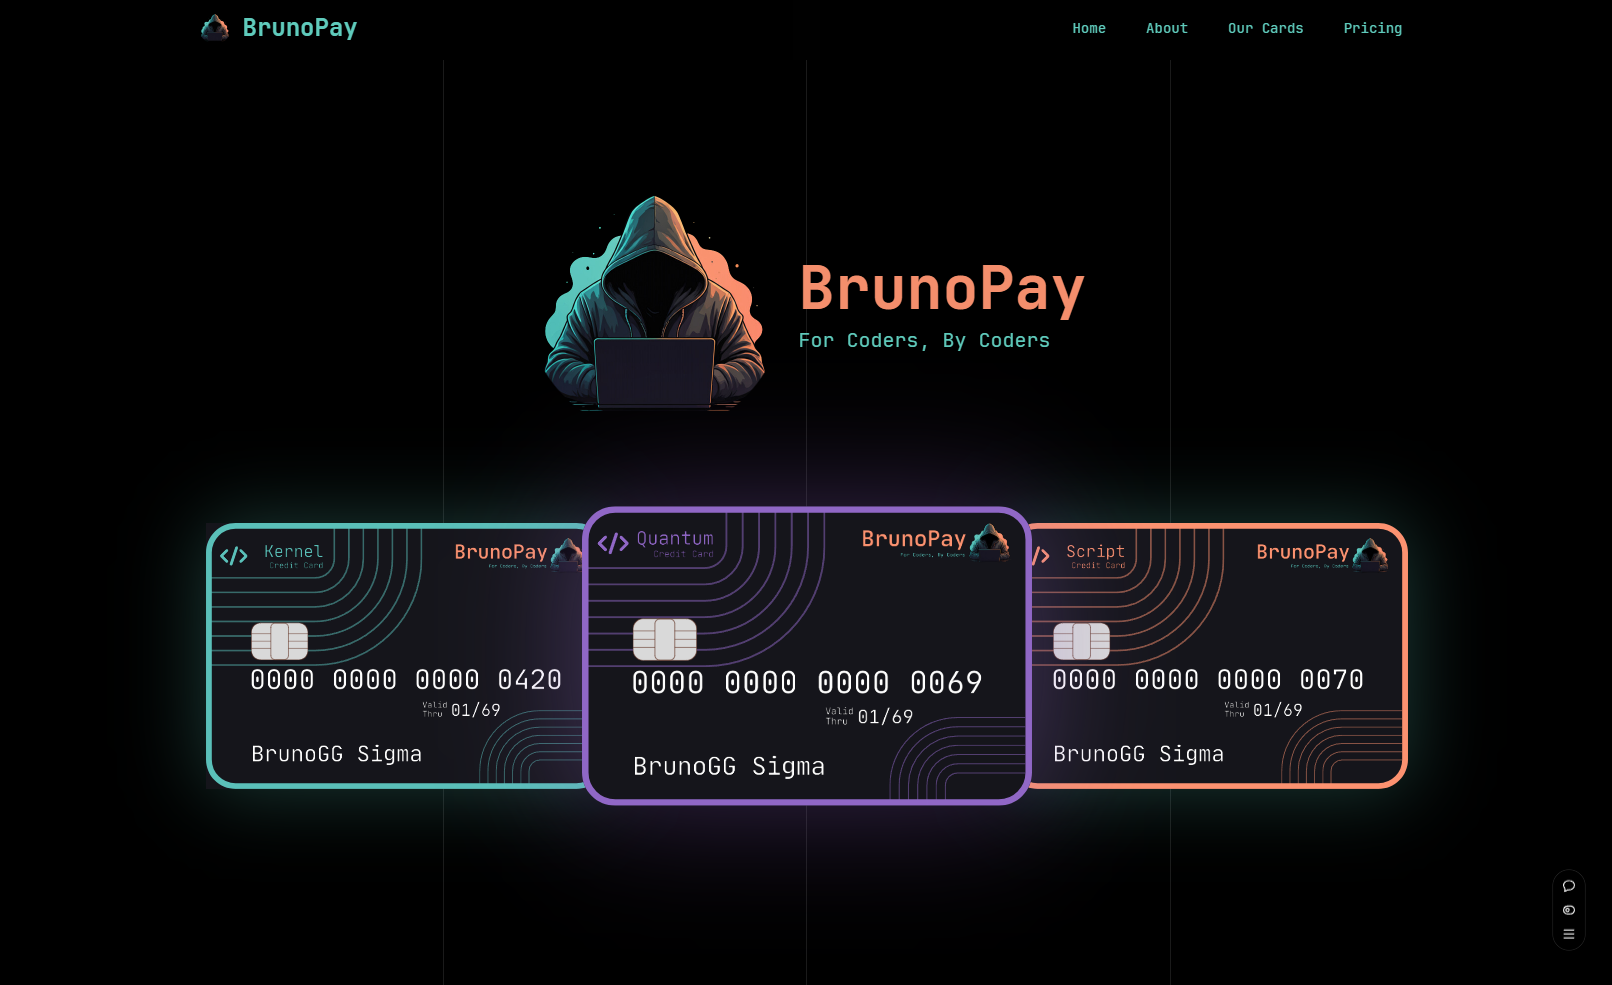 BrunoPay
Home
About
Our Cards
Pricing
BrunoPay
For Coders, By Coders
</> Kernel
Credit Card
BrunoPay
For Coders, By Coders
0000 0000 0000 0420
Valid
Thru 01/69
BrunoGG Sigma
</> Quantum
Credit Card
BrunoPay
For Coders, By Coders
0000 0000 0000 0069
Valid
Thru 01/69
BrunoGG Sigma
/> Script
Credit Card
BrunoPay
For Coders, By Coders
0000 0000 0000 0070
Valid
Thru 01/69
BrunoGG Sigma